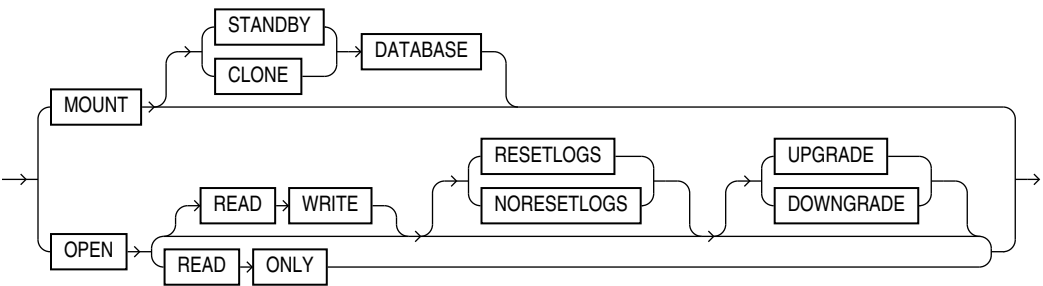 STANDBY
CLONE
DATABASE
MOUNT
RESETLOGS
NORESETLOGS
UPGRADE
DOWNGRADE
READ WRITE
OPEN
READ ONLY